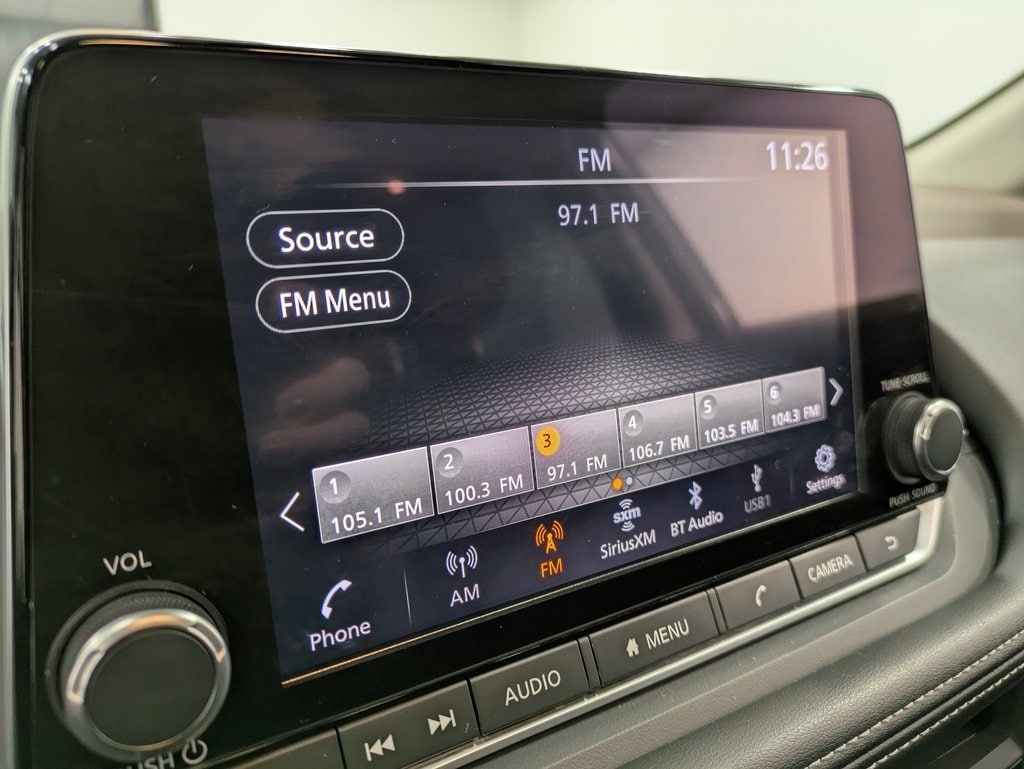 FM
11:26
97.1 FM
Source
FM Menu
1
105.1 FM
2
100.3 FM
3
97.1 FM
4
106.7 FM
5
103.5 FM
6
104.3 FM
Phone
AM
FM
sxm
SiriusXM
BT Audio
USB1
Settings
VOL
TUNE·SCROLL
PUSH SOUND
AUDIO
MENU
CAMERA